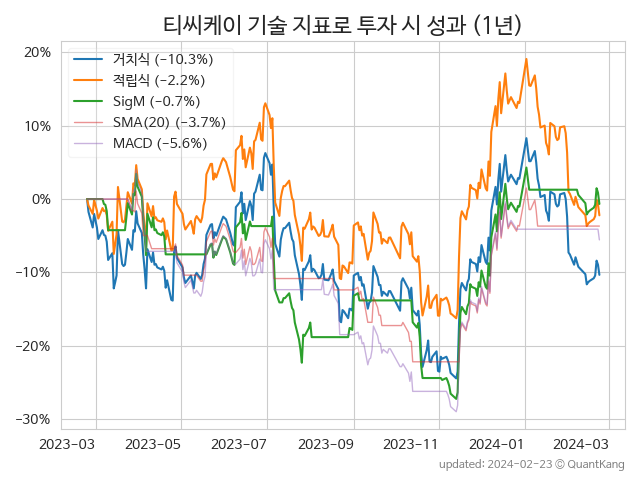 티씨케이 기술 지표로 투자 시 성과 (1년)
20%
10%
0%
−10%
−20%
−30%
거치식 (−10.3%)
적립식 (−2.2%)
SigM (−0.7%)
SMA(20) (−3.7%)
MACD (−5.6%)
2023-03 2023-05 2023-07 2023-09 2023-11 2024-01 2024-03
updated: 2024-02-23 ⓒ QuantKang